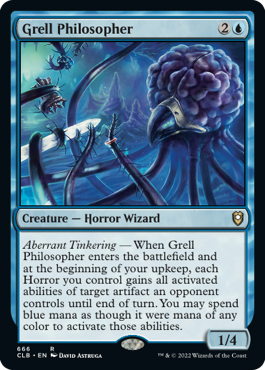 Grell Philosopher 2
Creature — Horror Wizard
Aberrant Tinkering — When Grell
Philosopher enters the battlefield and
at the beginning of your upkeep, each
Horror you control gains all activated
abilities of target artifact an opponent
controls until end of turn. You may spend
blue mana as though it were mana of any
color to activate those abilities.
1/4
666 R
CLB • EN DAVID ASTRUGA
™ & © 2022 Wizards of the Coast